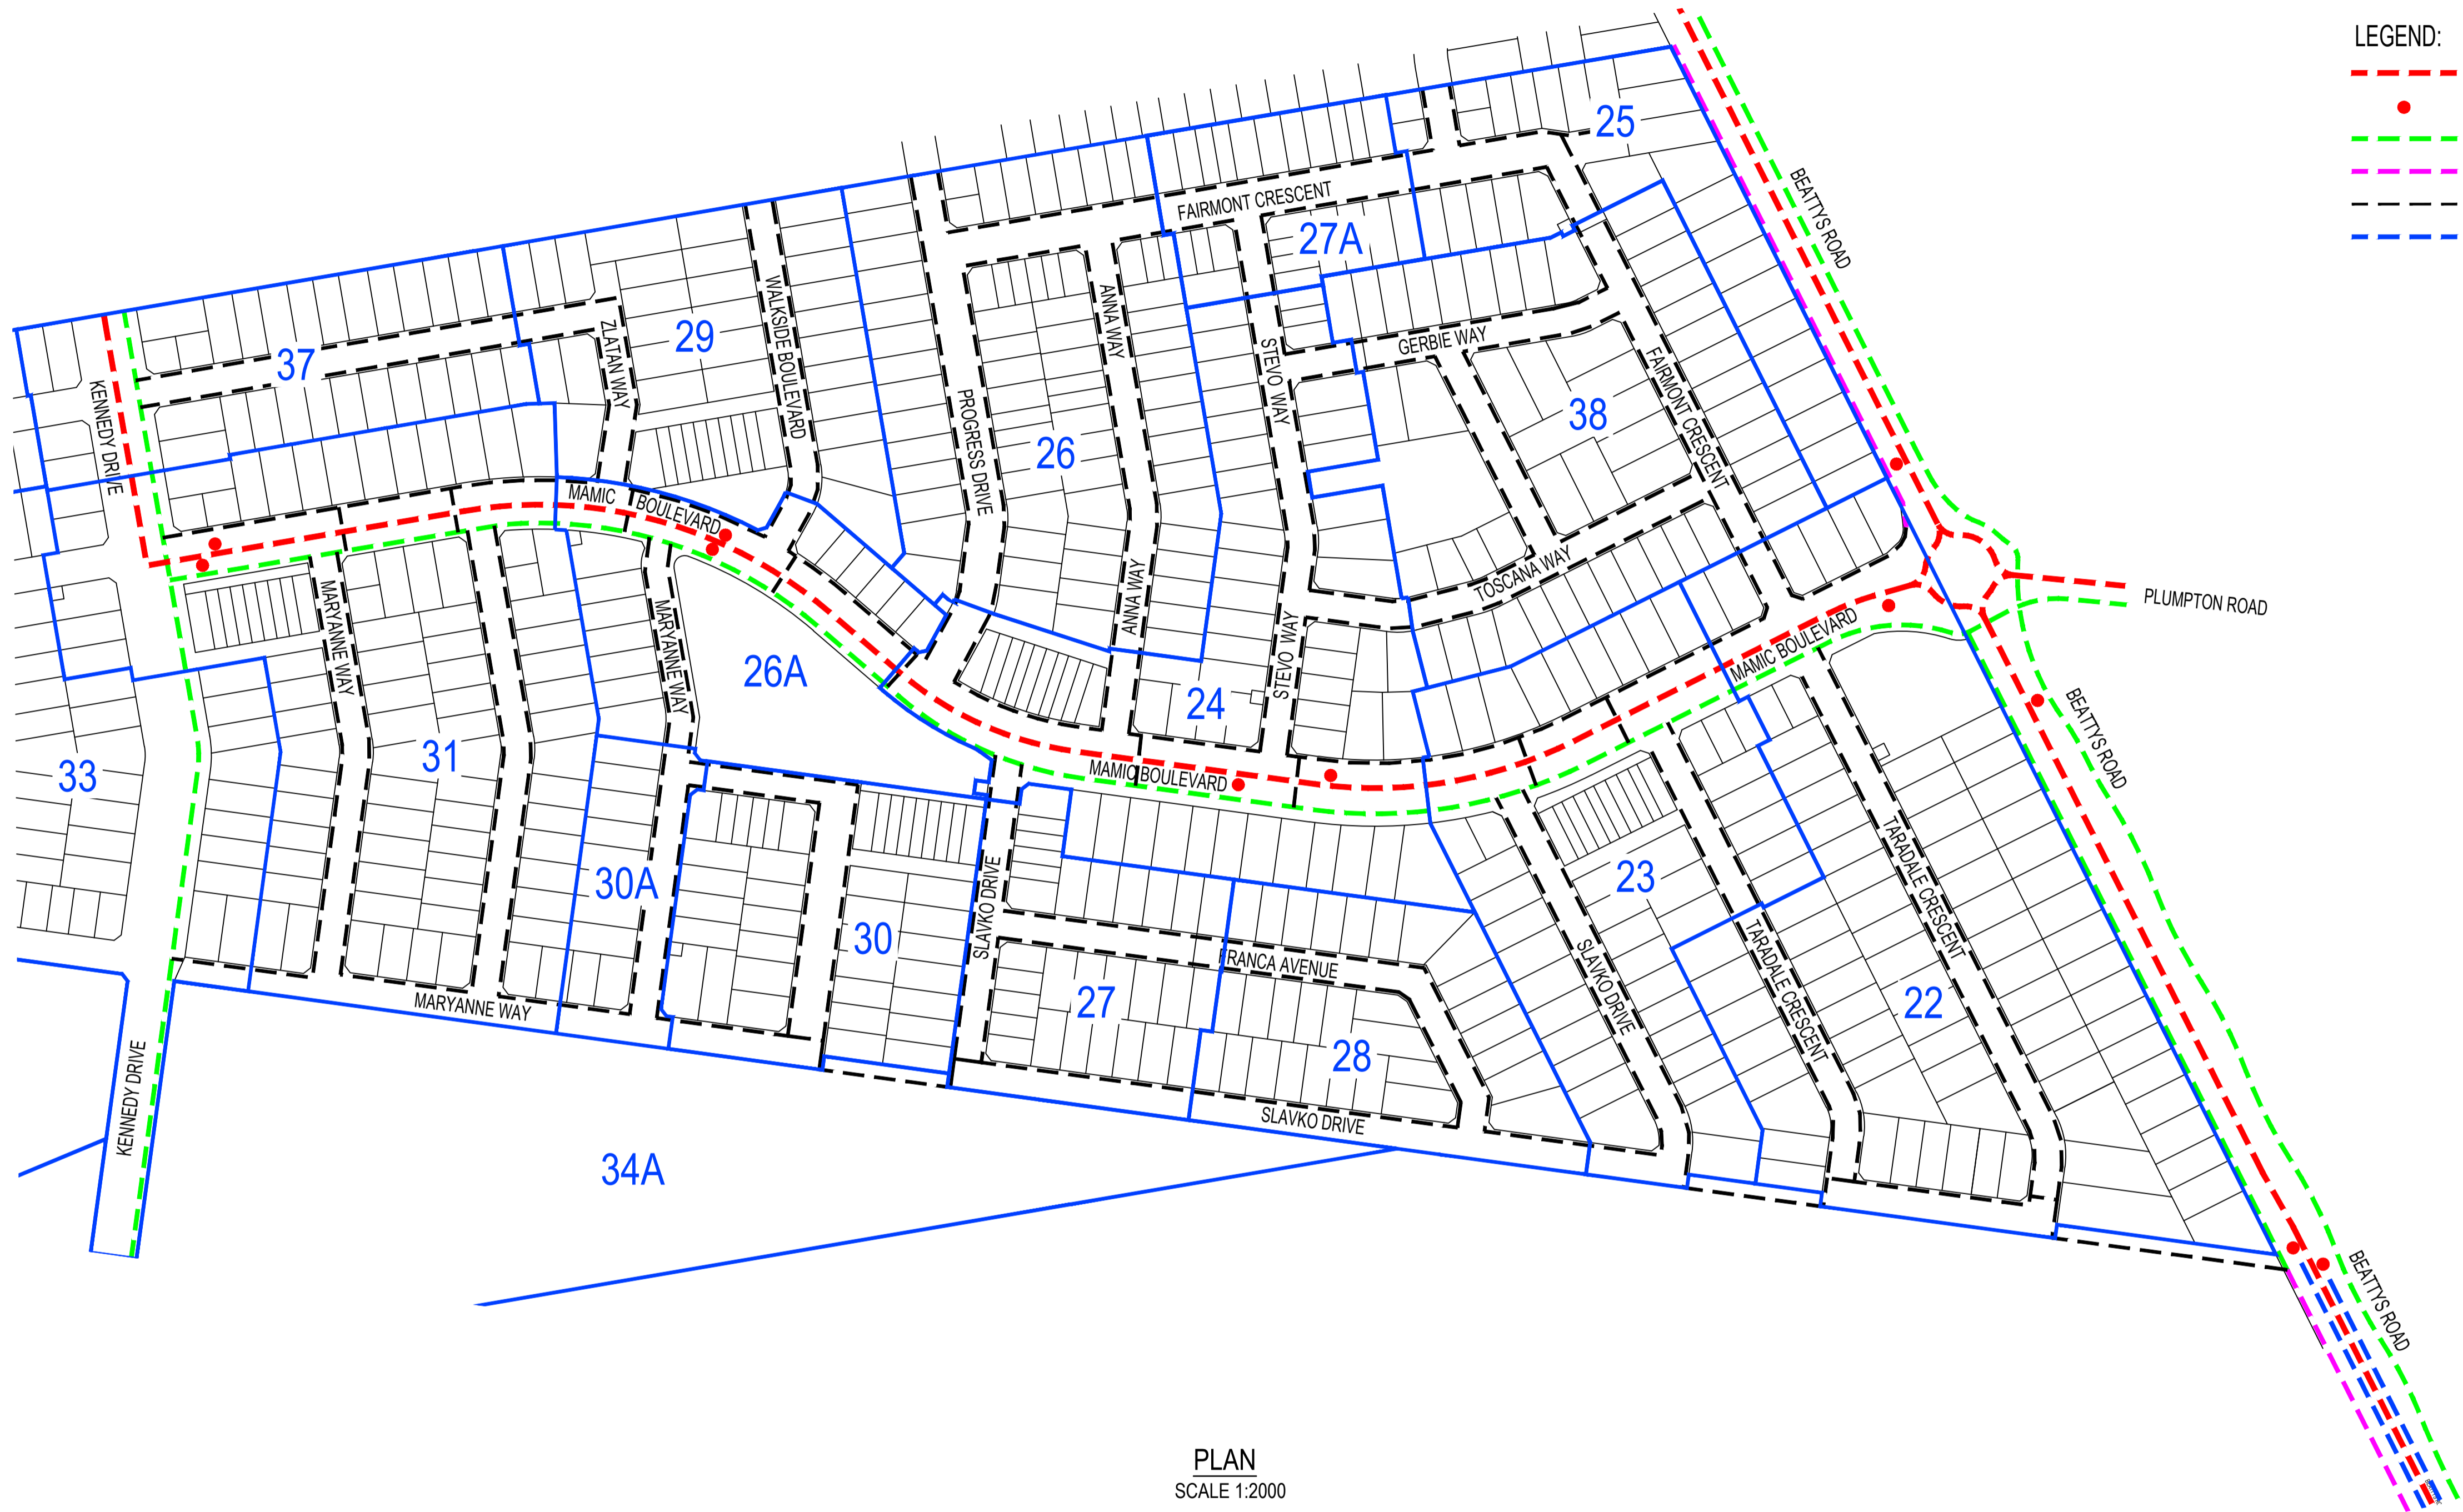 LEGEND:
25
BEATTYS ROAD
FAIRMONT CRESCENT
27A
ANNA WAY
WALKSIDE BOULEVARD
ZLATAN WAY
29
37
KENNEDY DRIVE
STEVO WAY
GERBIE WAY
FAIRMONT CRESCENT
38
PROGRESS DRIVE
26
MAMIC
BOULEVARD
TOSCANA WAY
ANNA WAY
PLUMPTON ROAD
MARYANNE WAY
MARYANNE WAY
STEVO WAY
MAMIC BOULEVARD
26A
24
BEATTYS ROAD
31
33
MAMIC BOULEVARD
TARADALE CRESCENT
23
30A
SLAVKO DRIVE
30
FRANCA AVENUE
SLAVKO DRIVE
TARADALE CRESCENT
27
22
MARYANNE WAY
28
KENNEDY DRIVE
SLAVKO DRIVE
34A
BEATTYS ROAD
PLAN
SCALE 1:2000